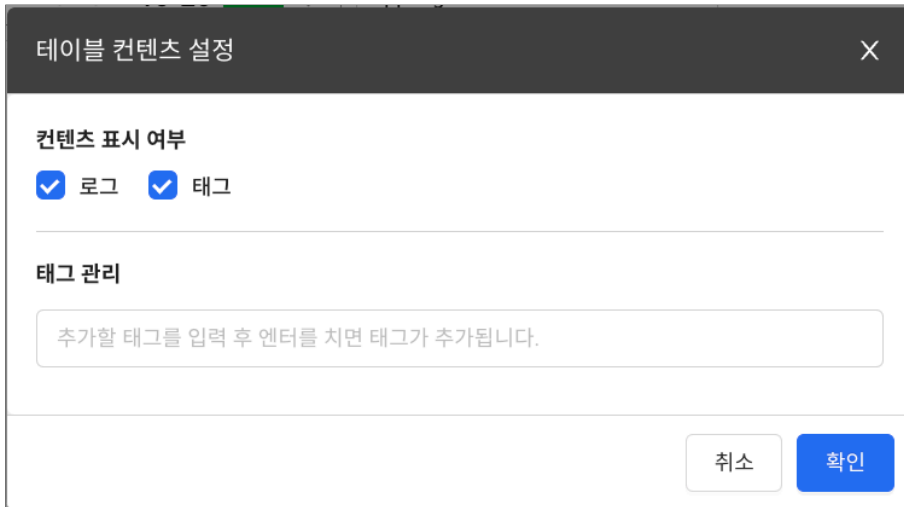 테이블 컨텐츠 설정
컨텐츠 표시 여부
로그 태그
태그 관리
추가할 태그를 입력 후 엔터를 치면 태그가 추가됩니다.
취소 확인